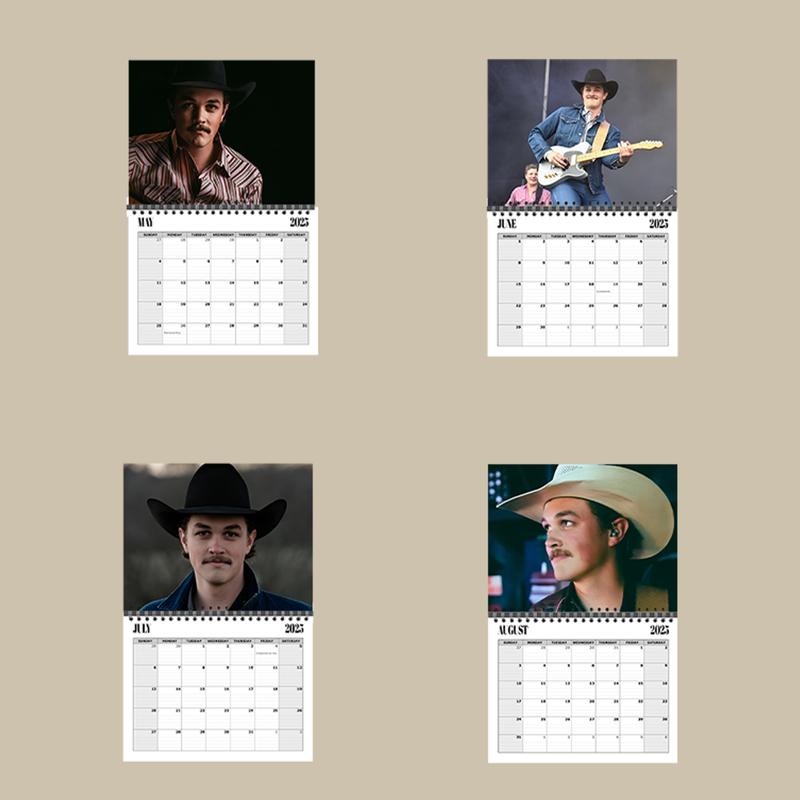 MAY 2025
SUNDAY MONDAY TUESDAY WEDNESDAY THURSDAY FRIDAY SATURDAY
27 28 29 30 1 2 3
4 5 6 7 8 9 10
11 12 13 14 15 16 17
18 19 20 21 22 23 24
25 26 27 28 29 30 31
JUNE 2025
SUNDAY MONDAY TUESDAY WEDNESDAY THURSDAY FRIDAY SATURDAY
1 2 3 4 5 6 7
8 9 10 11 12 13 14
15 16 17 18 19 20 21
22 23 24 25 26 27 28
29 30 1 2 3 4 5
JULY 2025
SUNDAY MONDAY TUESDAY WEDNESDAY THURSDAY FRIDAY SATURDAY
29 30 1 2 3 4 5
6 7 8 9 10 11 12
13 14 15 16 17 18 19
20 21 22 23 24 25 26
27 28 29 30 31 1 2
AUGUST 2025
SUNDAY MONDAY TUESDAY WEDNESDAY THURSDAY FRIDAY SATURDAY
27 28 29 30 31 1 2
3 4 5 6 7 8 9
10 11 12 13 14 15 16
17 18 19 20 21 22 23
24 25 26 27 28 29 30
31 1 2 3 4 5 6